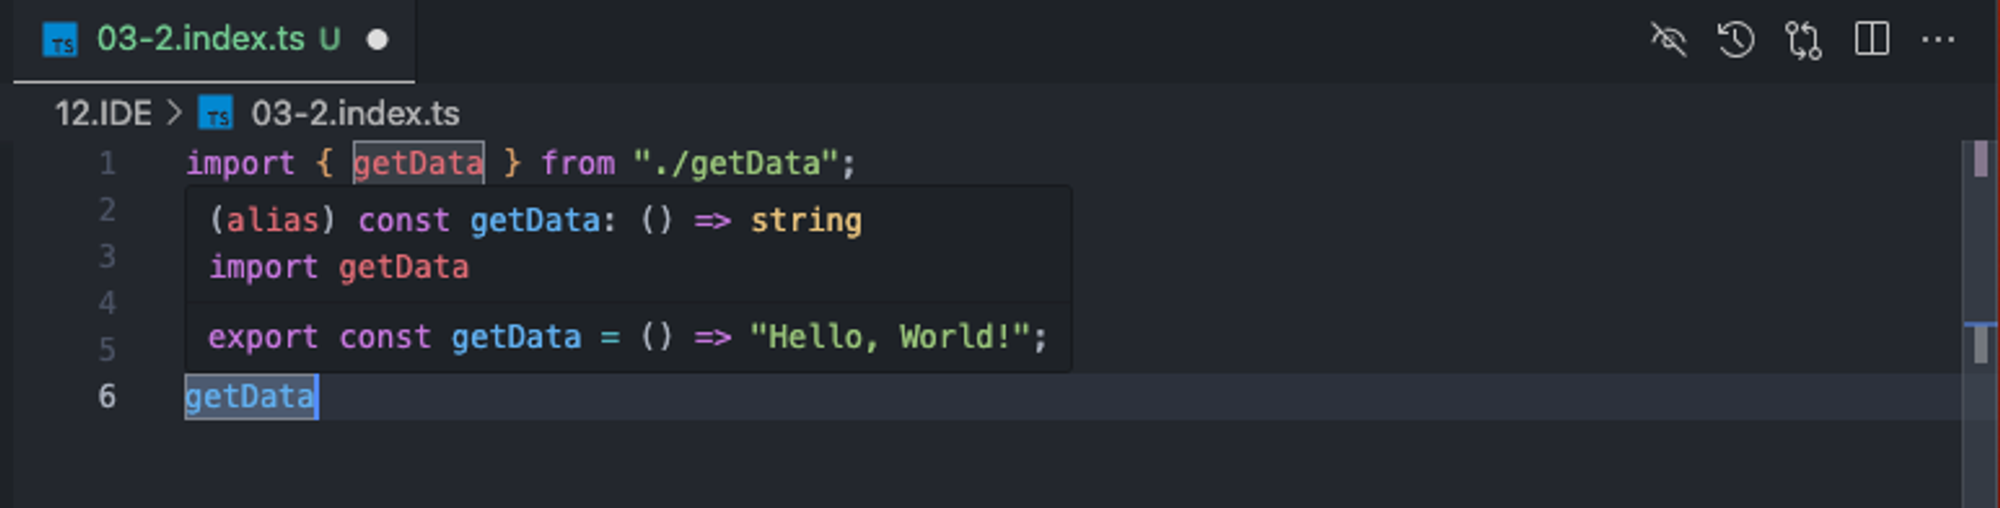 TS 03-2.index.ts U
12.IDE > TS 03-2.index.ts
1 import { getData } from "./getData";
2
(alias) const getData: () => string
3
import getData
4
export const getData = () => "Hello, World!";
5
6 getData